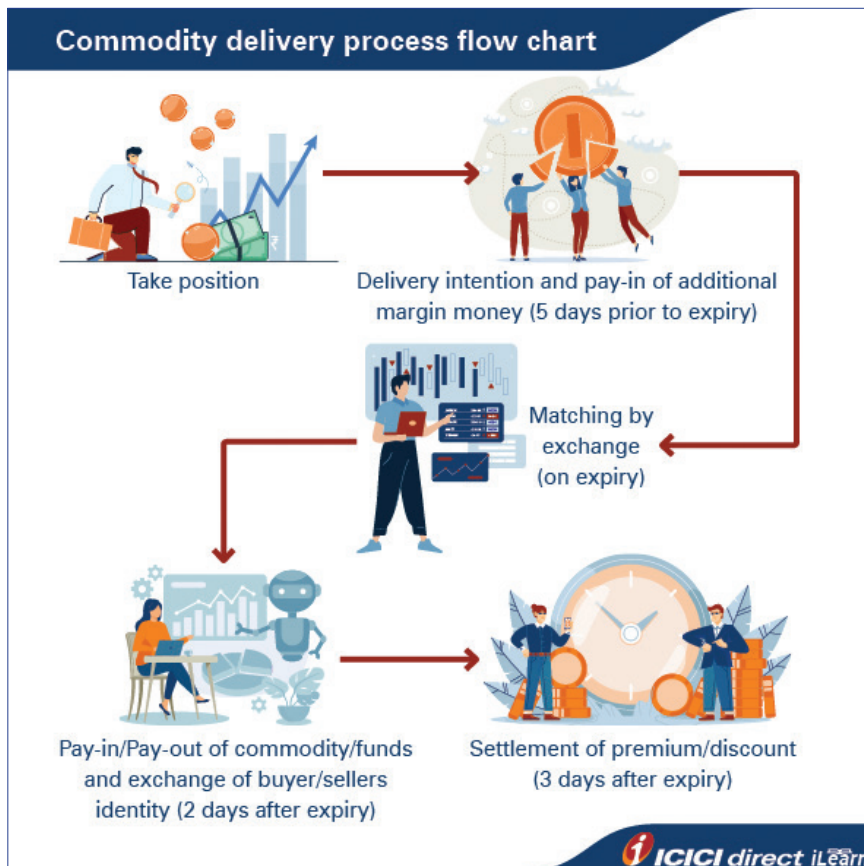 Commodity delivery process flow chart
Take position
Delivery intention and pay-in of additional
margin money (5 days prior to expiry)
Matching by
exchange
(on expiry)
Pay-in/Pay-out of commodity/funds
and exchange of buyer/sellers
identity (2 days after expiry)
Settlement of premium/discount
(3 days after expiry)
ICICI direct iLearn